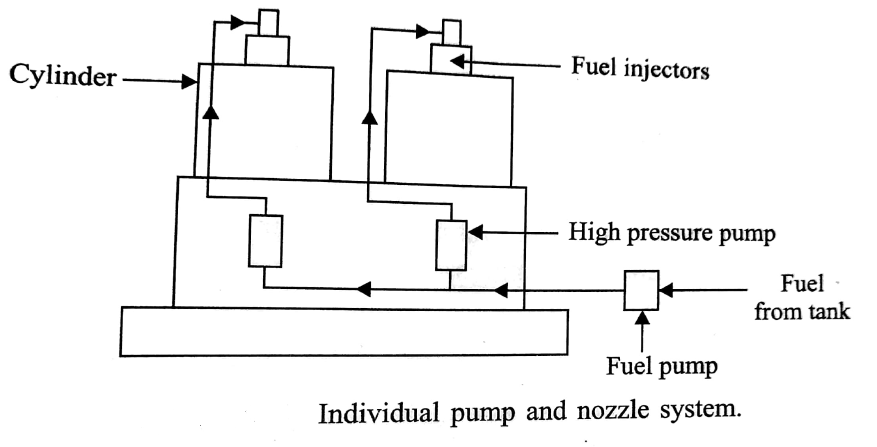 Cylinder
Fuel injectors
High pressure pump
Fuel
from tank
Fuel pump
Individual pump and nozzle system.